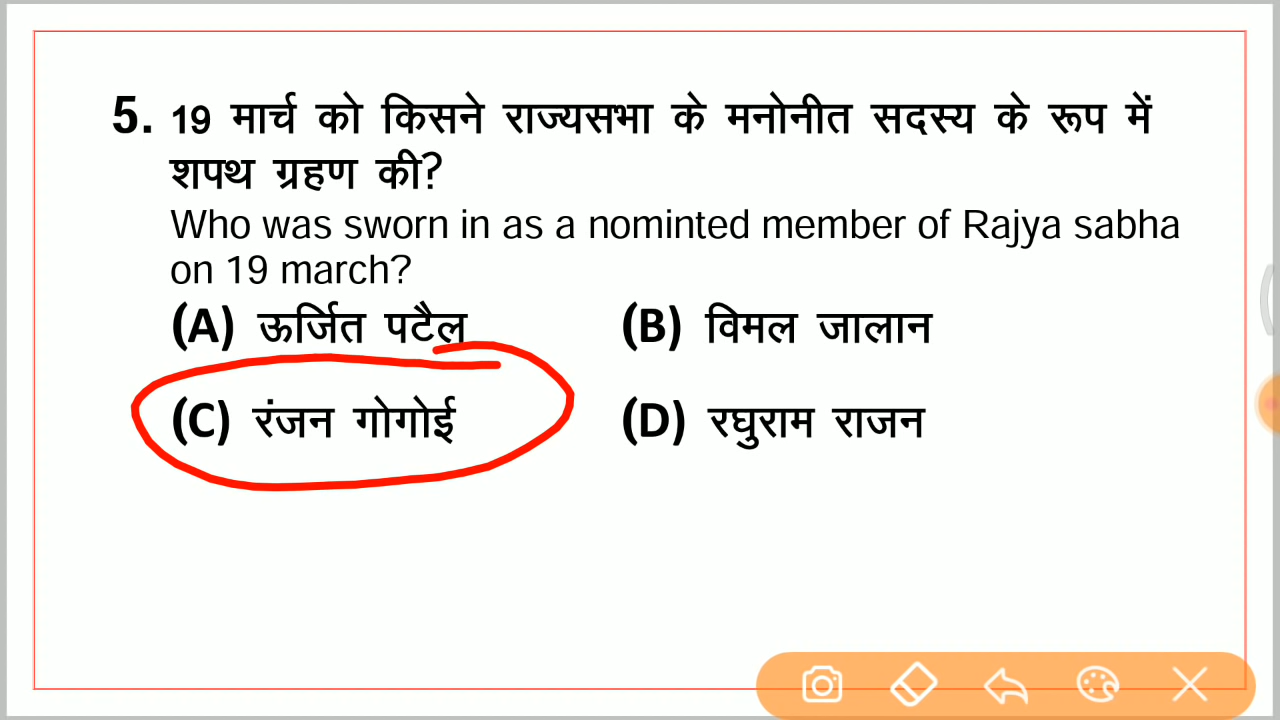 5. 19 मार्च को किसने राज्यसभा के मनोनीत सदस्य के रूप में
शपथ ग्रहण की?
Who was sworn in as a nominted member of Rajya sabha
on 19 march?
(A) ऊर्जित पटैल (B) विमल जालान
(C) रंजन गोगोई (D) रघुराम राजन